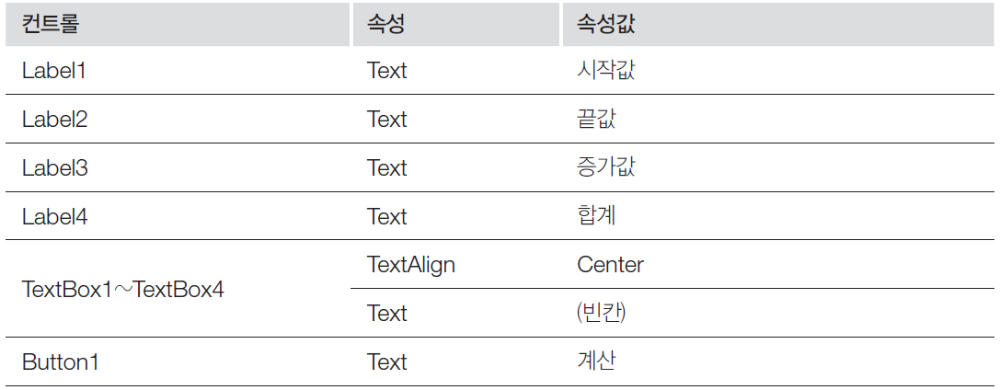 컨트롤 속성 속성값
Label1 Text 시작값
Label2 Text 끝값
Label3 Text 증가값
Label4 Text 합계
TextBox1~TextBox4 TextAlign Center
Text (빈칸)
Button1 Text 계산